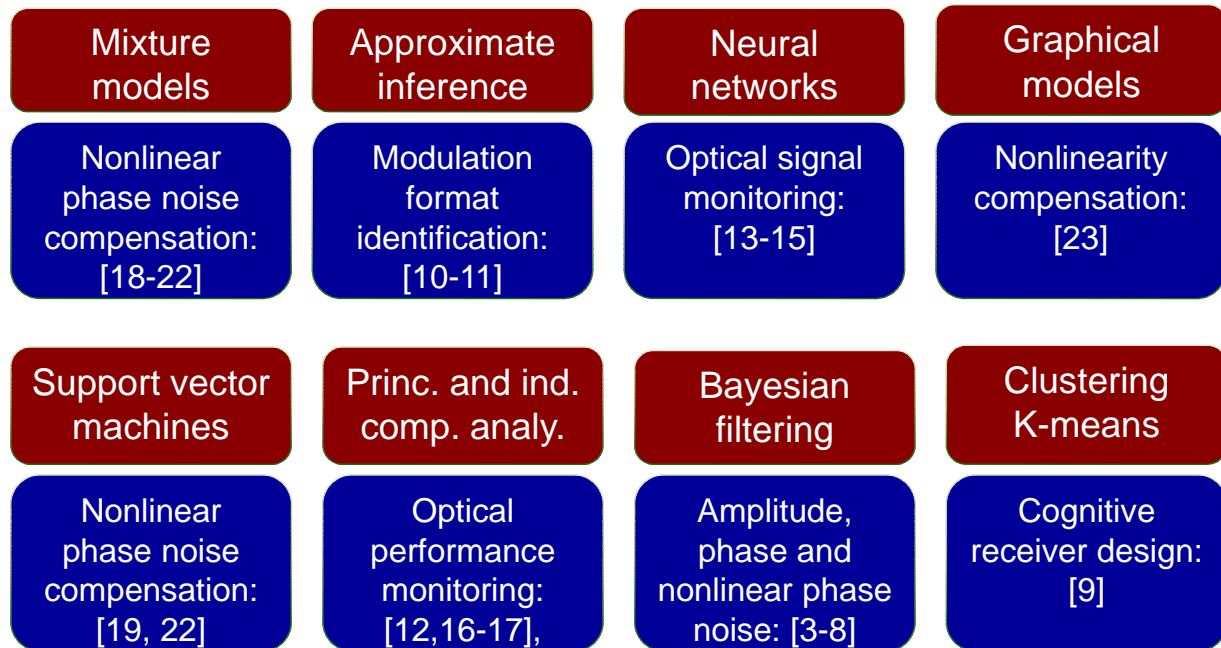 Mixture
models
Nonlinear
phase noise
compensation:
[18-22]
Approximate
inference
Modulation
format
identification:
[10-11]
Neural
networks
Optical signal
monitoring:
[13-15]
Graphical
models
Nonlinearity
compensation:
[23]
Support vector
machines
Nonlinear
phase noise
compensation:
[19, 22]
Princ. and ind.
comp. analy.
Optical
performance
monitoring:
[12,16-17],
Bayesian
filtering
Amplitude,
phase and
nonlinear phase
noise: [3-8]
Clustering
K-means
Cognitive
receiver design:
[9]